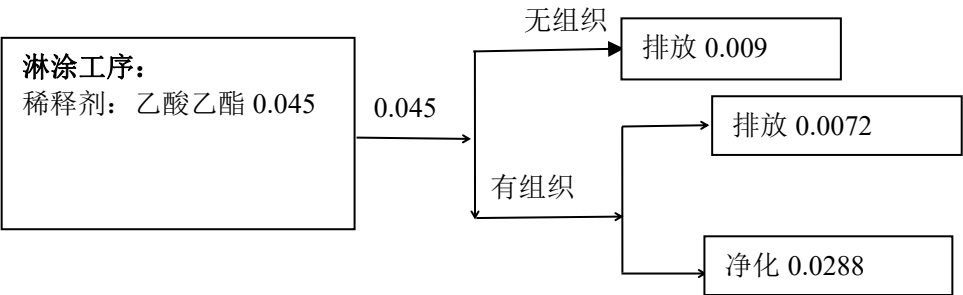 无组织
排放 0.009
淋涂工序：
稀释剂：乙酸乙酯 0.045
0.045
排放 0.0072
有组织
净化 0.0288